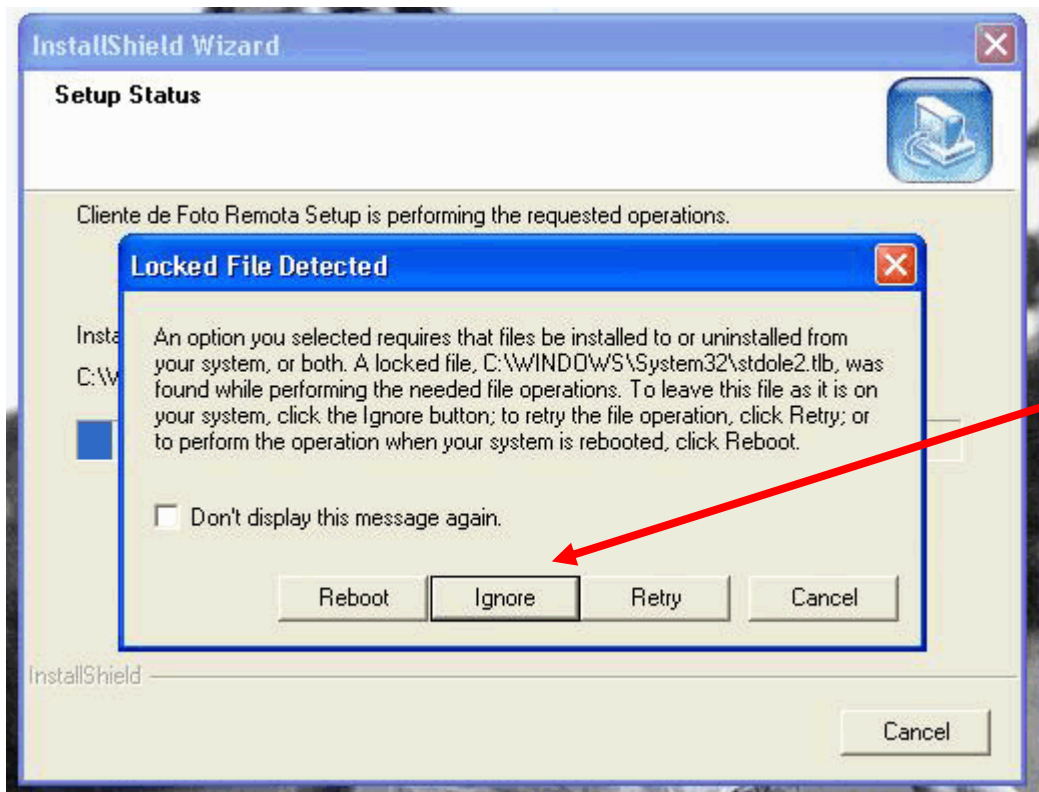 InstallShield Wizard
Setup Status
Cliente de Foto Remota Setup is performing the requested operations.
Locked File Detected
Insta
C:\W
An option you selected requires that files be installed to or uninstalled from
your system, or both. A locked file, C:\WINDOWS\System32\stdole2.tlb, was
found while performing the needed file operations. To leave this file as it is on
your system, click the Ignore button; to retry the file operation, click Retry; or
to perform the operation when your system is rebooted, click Reboot.
Don't display this message again.
Reboot Ignore Retry Cancel
InstallShield
Cancel